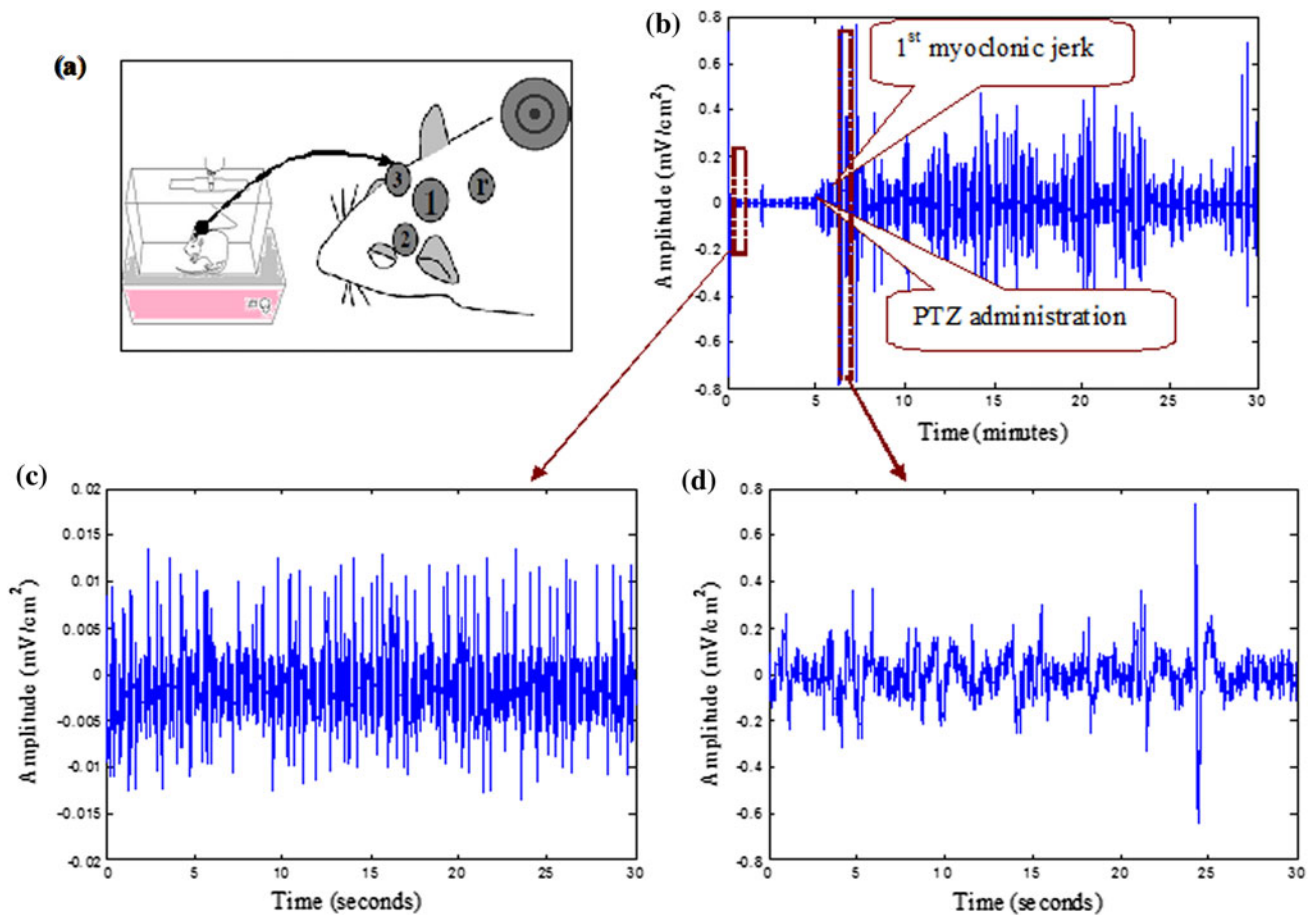 (a)
3
1
r
2
(b)
0.8
0.6
0.4
0.2
0
-0.2
-0.4
-0.6
-0.8
Amplitude (mV/cm²)
1st myoclonic jerk
PTZ administration
0 5 10 15 20 25 30
Time (minutes)
(c)
0.02
0.015
0.01
0.005
0
-0.005
-0.01
-0.015
-0.02
Amplitude (mV/cm²)
0 5 10 15 20 25 30
Time (seconds)
(d)
0.8
0.6
0.4
0.2
0
-0.2
-0.4
-0.6
-0.8
Amplitude (mV/cm²)
0 5 10 15 20 25 30
Time (seconds)